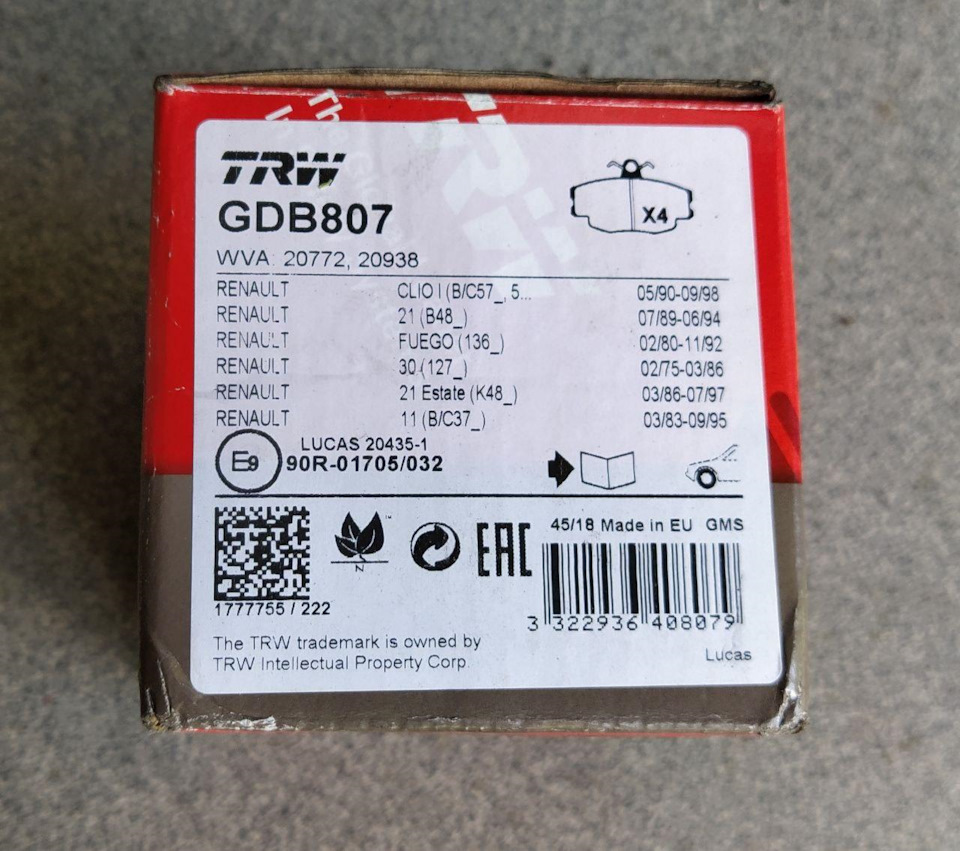 TRW
GDB807
X4
WVA: 20772, 20938
RENAULT CLIO I (B/C57_, 5... 05/90-09/98
RENAULT 21 (B48_) 07/89-06/94
RENAULT FUEGO (136_) 02/80-11/92
RENAULT 30 (127_) 02/75-03/86
RENAULT 21 Estate (K48_) 03/86-07/97
RENAULT 11 (B/C37_) 03/83-09/95
LUCAS 20435-1
E9 90R-01705/032
45/18 Made in EU GMS
N
EAC
1777755 / 222
3 322936 408079
The TRW trademark is owned by
TRW Intellectual Property Corp.
Lucas